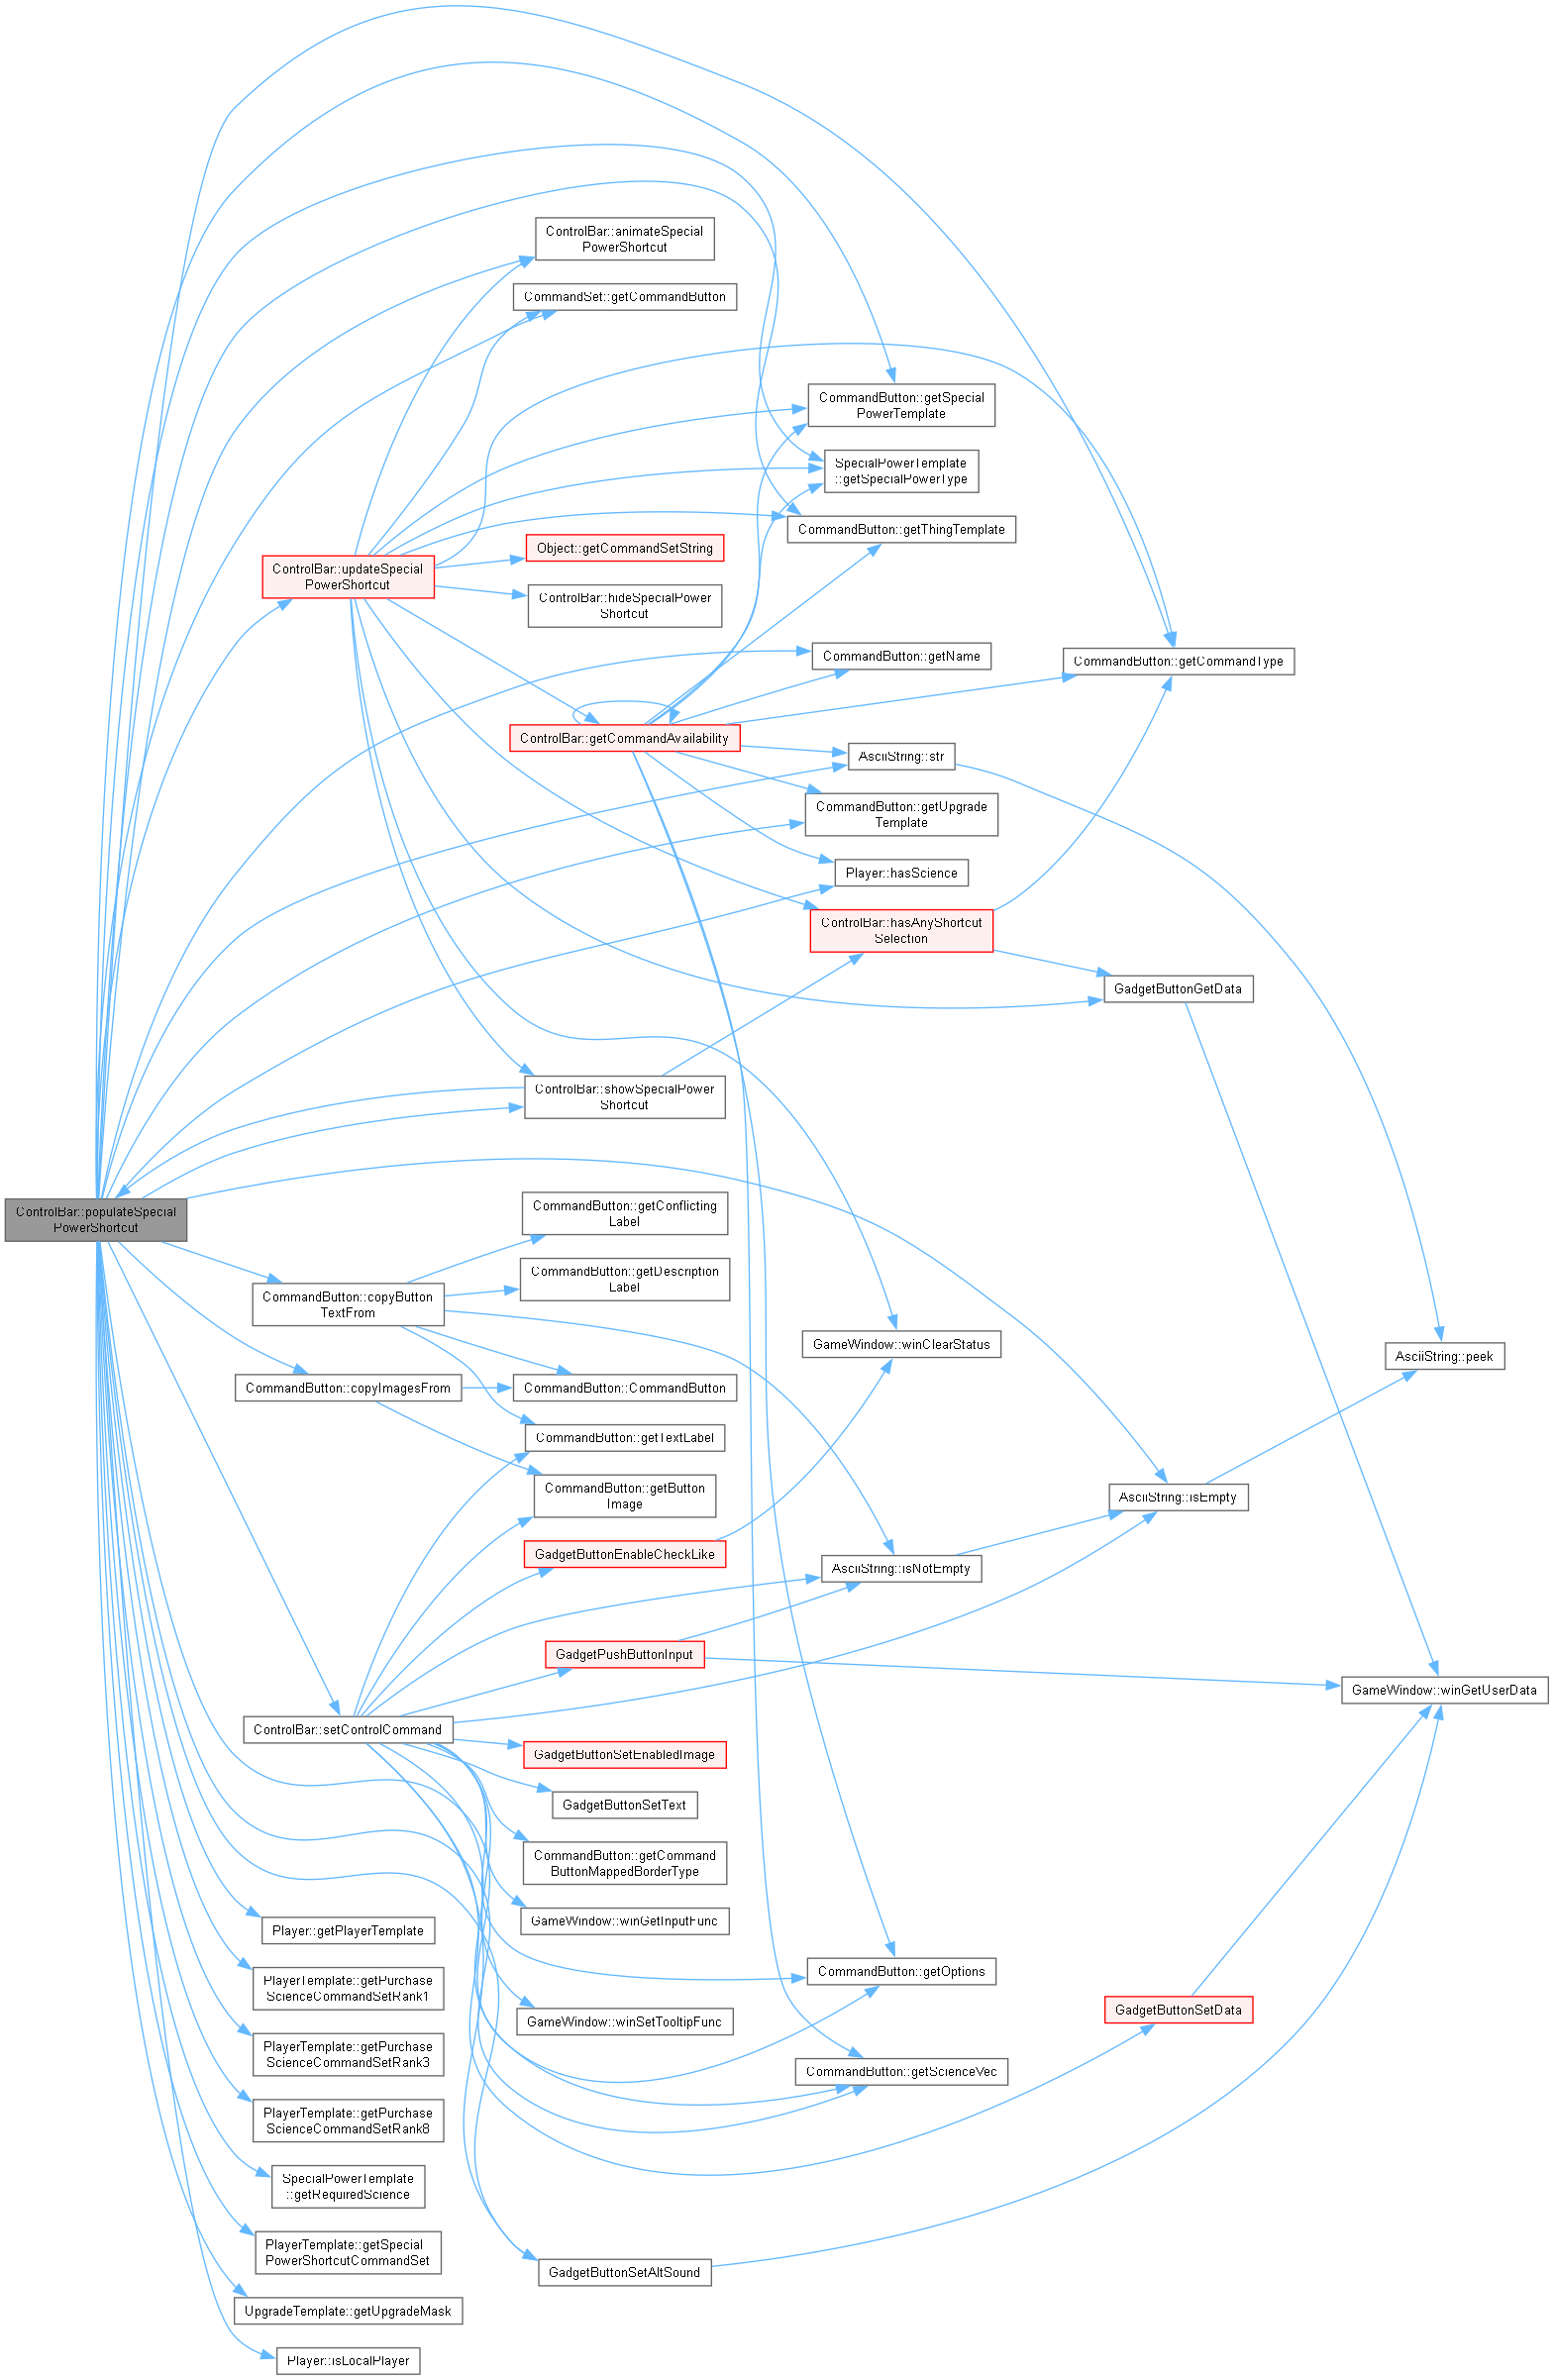 ControlBar::animateSpecial
PowerShortcut
CommandSet::getCommandButton
CommandButton::getSpecial
PowerTemplate
SpecialPowerTemplate
::getSpecialPowerType
CommandButton::getThingTemplate
Object::getCommandSetString
ControlBar::updateSpecial
PowerShortcut
ControlBar::hideSpecialPower
Shortcut
CommandButton::getName
CommandButton::getCommandType
ControlBar::getCommandAvailability
AsciiString::str
CommandButton::getUpgrade
Template
Player::hasScience
ControlBar::hasAnyShortcut
Selection
GadgetButtonGetData
ControlBar::showSpecialPower
Shortcut
ControlBar::populateSpecial
PowerShortcut
CommandButton::getConflicting
Label
CommandButton::getDescription
Label
CommandButton::copyButton
TextFrom
GameWindow::winClearStatus
AsciiString::peek
CommandButton::copyImagesFrom
CommandButton::CommandButton
CommandButton::getTextLabel
CommandButton::getButton
Image
AsciiString::isEmpty
GadgetButtonEnableCheckLike
AsciiString::isNotEmpty
GadgetPushButtonInput
GameWindow::winGetUserData
ControlBar::setControlCommand
GadgetButtonSetEnabledImage
GadgetButtonSetText
CommandButton::getCommand
ButtonMappedBorderType
GameWindow::winGetInputFunc
Player::getPlayerTemplate
CommandButton::getOptions
PlayerTemplate::getPurchase
ScienceCommandSetRank1
GadgetButtonSetData
GameWindow::winSetTooltipFunc
PlayerTemplate::getPurchase
ScienceCommandSetRank3
CommandButton::getScienceVec
PlayerTemplate::getPurchase
ScienceCommandSetRank8
SpecialPowerTemplate
::getRequiredScience
PlayerTemplate::getSpecial
PowerShortcutCommandSet
GadgetButtonSetAltSound
UpgradeTemplate::getUpgradeMask
Player::isLocalPlayer